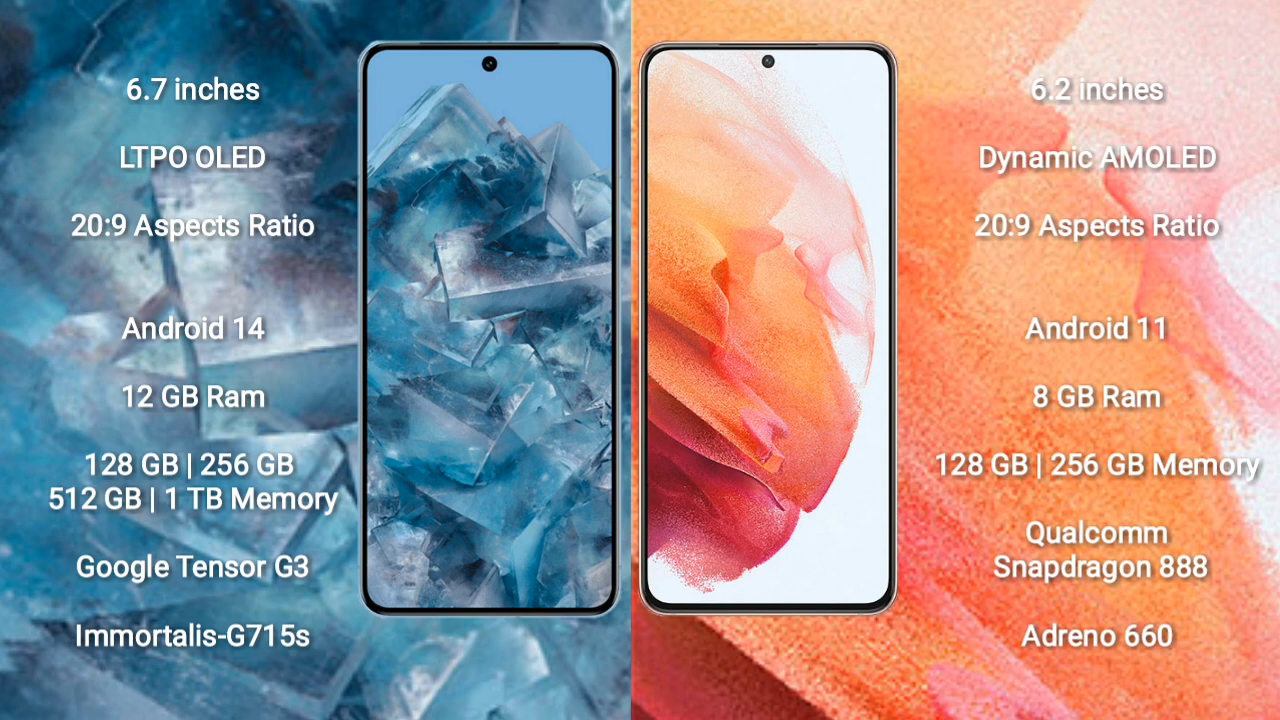 6.7 inches
LTPO OLED
20:9 Aspects Ratio
Android 14
12 GB Ram
128 GB | 256 GB
512 GB | 1 TB Memory
Google Tensor G3
Immortalis-G715s
6.2 inches
Dynamic AMOLED
20:9 Aspects Ratio
Android 11
8 GB Ram
128 GB | 256 GB Memory
Qualcomm
Snapdragon 888
Adreno 660